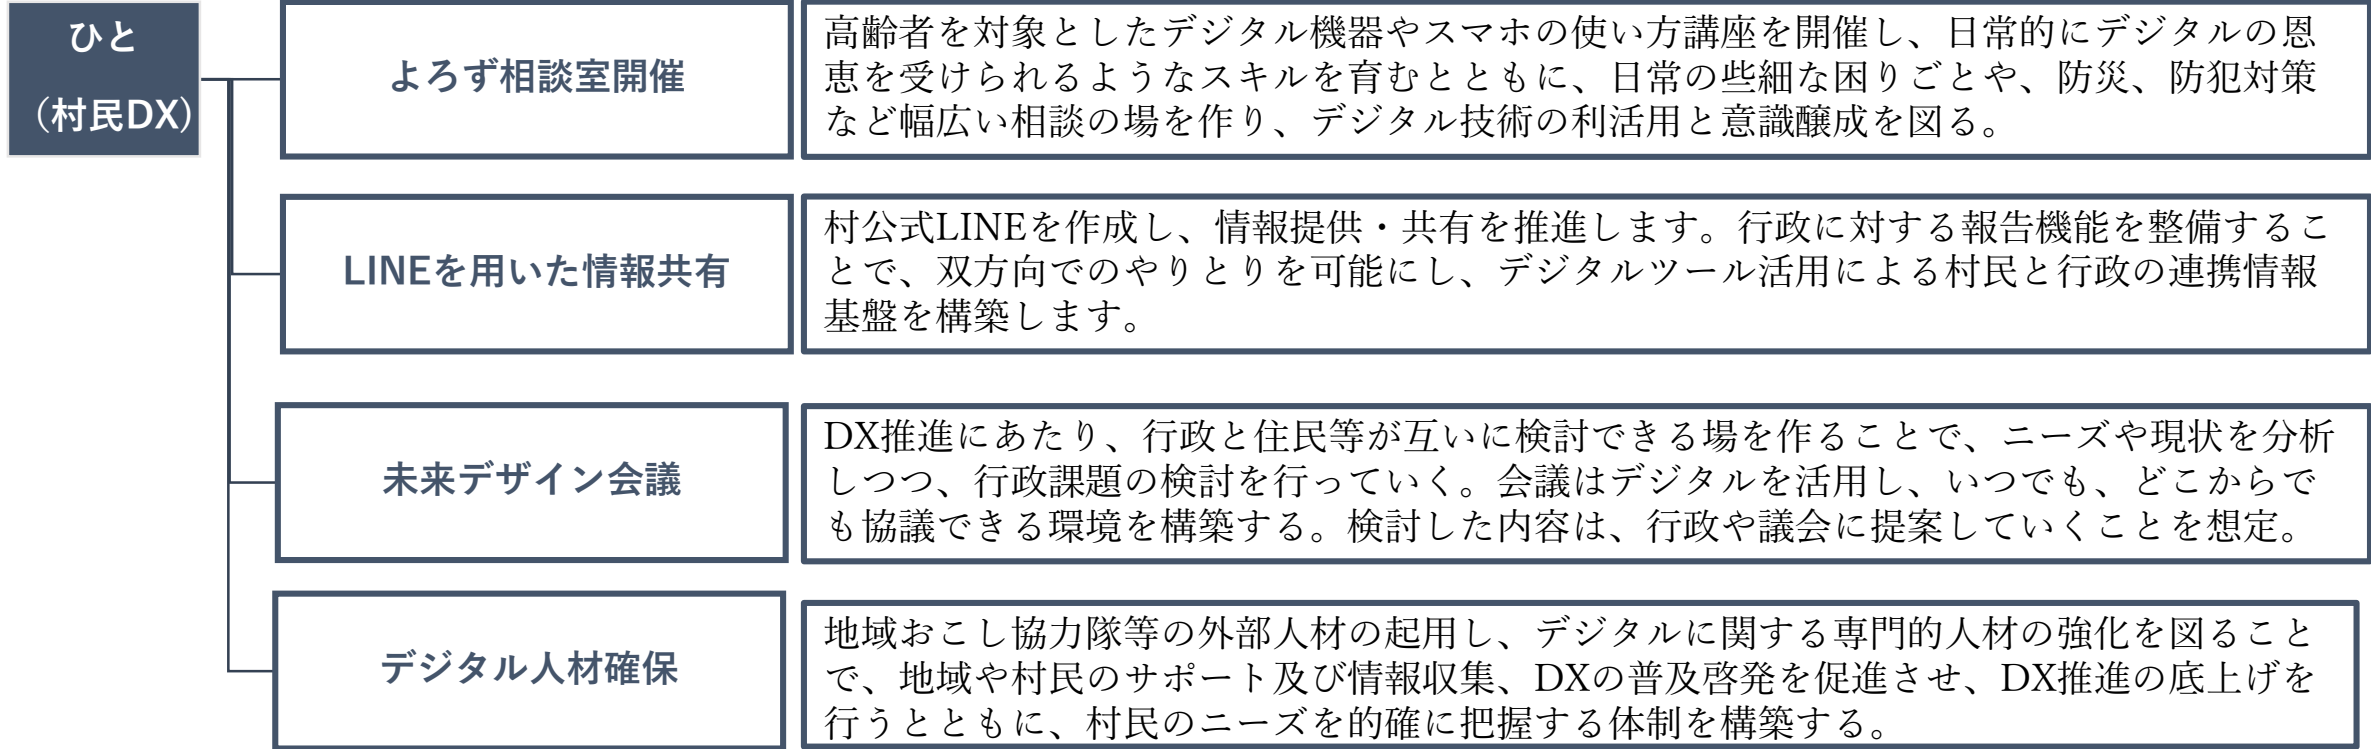 ひと
（村民DX）
よろず相談室開催
高齢者を対象としたデジタル機器やスマホの使い方講座を開催し、日常的にデジタルの恩
恵を受けられるようなスキルを育むとともに、日常の些細な困りごとや、防災、防犯対策
など幅広い相談の場を作り、デジタル技術の利活用と意識醸成を図る。
LINEを用いた情報共有
村公式LINEを作成し、情報提供・共有を推進します。行政に対する報告機能を整備するこ
とで、双方向でのやりとりを可能にし、デジタルツール活用による村民と行政の連携情報
基盤を構築します。
未来デザイン会議
DX推進にあたり、行政と住民等が互いに検討できる場を作ることで、ニーズや現状を分析
しつつ、行政課題の検討を行っていく。会議はデジタルを活用し、いつでも、どこからで
も協議できる環境を構築する。検討した内容は、行政や議会に提案していくことを想定。
デジタル人材確保
地域おこし協力隊等の外部人材の起用し、デジタルに関する専門的人材の強化を図ること
で、地域や村民のサポート及び情報収集、DXの普及啓発を促進させ、DX推進の底上げを
行うとともに、村民のニーズを的確に把握する体制を構築する。